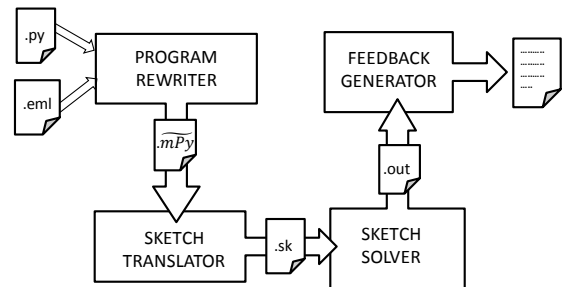 .py
.eml
PROGRAM
REWRITER
.mPy
SKETCH
TRANSLATOR
.sk
SKETCH
SOLVER
.out
FEEDBACK
GENERATOR